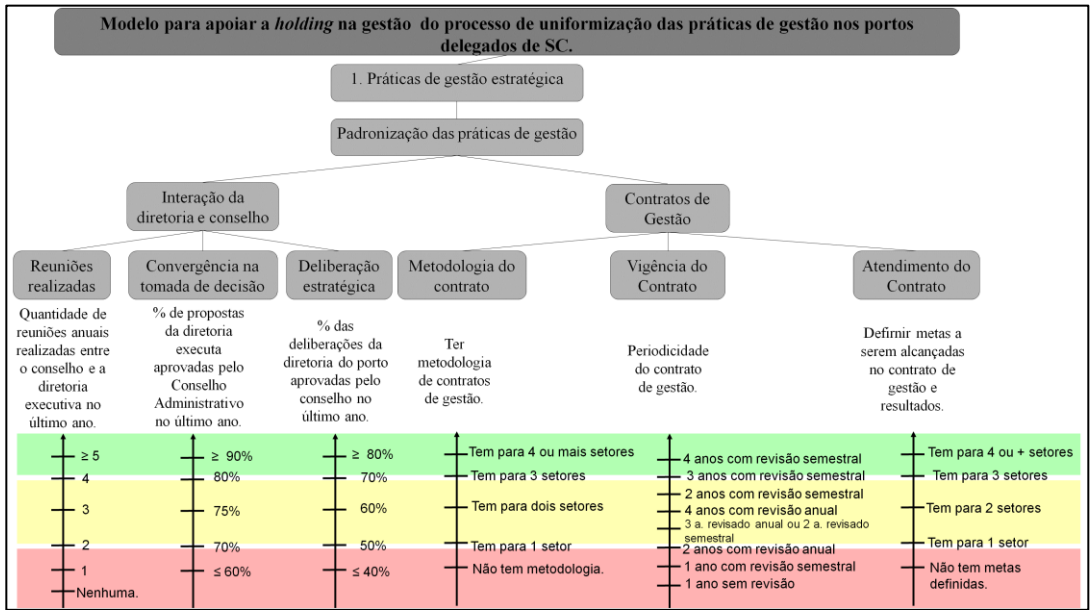 Modelo para apoiar a holding na gestão do processo de uniformização das práticas de gestão nos portos
delegados de SC.
1. Práticas de gestão estratégica
Padronização das práticas de gestão
Interação da
diretoria e conselho
Contratos de
Gestão
Reuniões
realizadas
Convergência na
tomada de decisão
Deliberação
estratégica
Metodologia do
contrato
Vigência do
Contrato
Atendimento do
Contrato
Quantidade de
reuniões anuais
realizadas entre
o conselho e a
diretoria
executiva no
último ano.
% de propostas
da diretoria
executa
aprovadas pelo
Conselho
Administrativo
no último ano.
% das
deliberações da
diretoria do porto
aprovadas pelo
conselho no
último ano.
Ter
metodologia
de contratos
de gestão.
Periodicidade
do contrato
de gestão.
Defirnir metas a
serem alcançadas
no contrato de
gestão e
resultados.
≥ 5
4
3
2
1
Nenhuma.
≥ 90%
80%
75%
70%
≤ 60%
≥ 80%
70%
60%
50%
≤ 40%
Tem para 4 ou mais setores
Tem para 3 setores
Tem para dois setores
Tem para 1 setor
Não tem metodologia.
4 anos com revisão semestral
3 anos com revisão semestral
2 anos com revisão semestral
4 anos com revisão anual
3 a. revisado anual ou 2 a. revisado
semestral
2 anos com revisão anual
1 ano com revisão semestral
1 ano sem revisão
Tem para 4 ou + setores
Tem para 3 setores
Tem para 2 setores
Tem para 1 setor
Não tem metas
definidas.